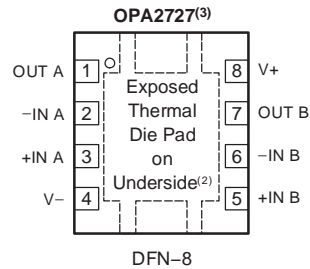 OPA2727(3)
OUT A 1 8 V+
−IN A 2 7 OUT B
+IN A 3 6 −IN B
V− 4 5 +IN B
Exposed
Thermal
Die Pad
on
Underside(2)
DFN−8